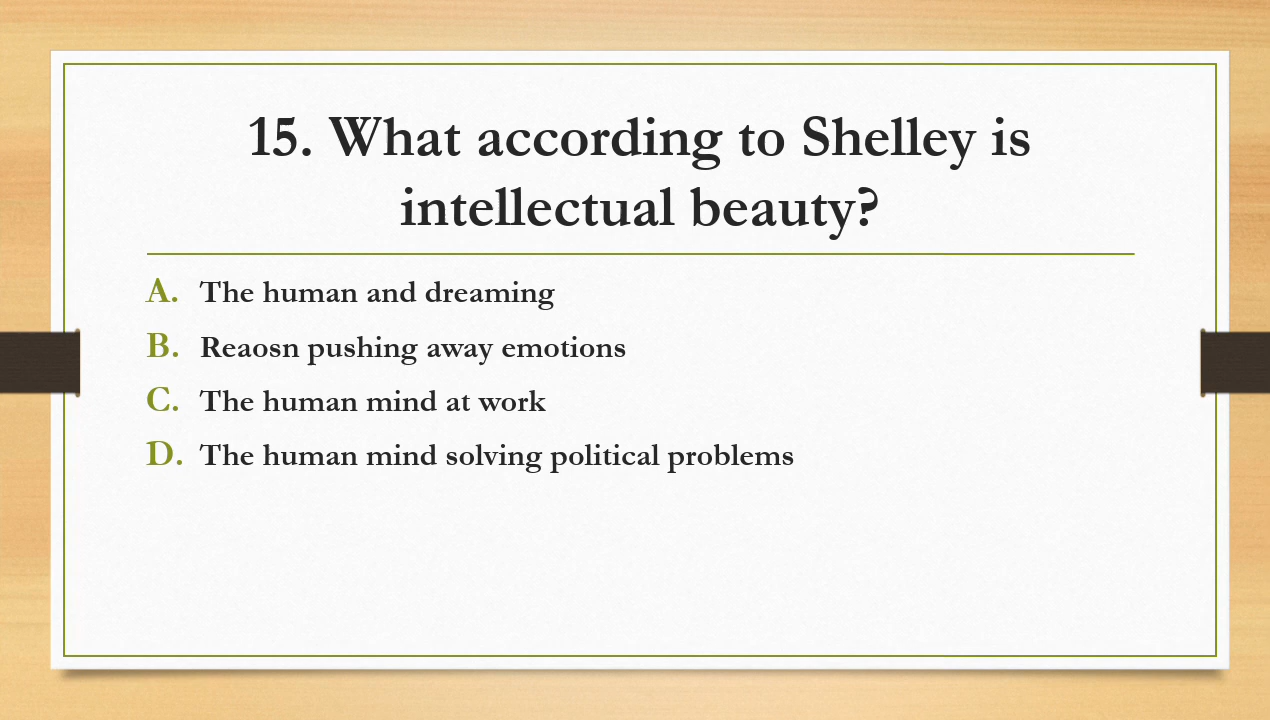 15. What according to Shelley is
intellectual beauty?
A. The human and dreaming
B. Reaosn pushing away emotions
C. The human mind at work
D. The human mind solving political problems